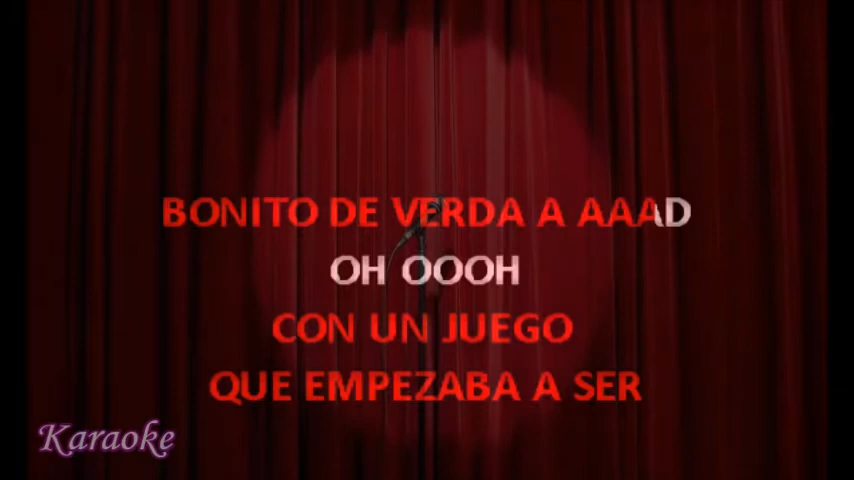 BONITO DE VERDA A AAAD
OH OOOH
CON UN JUEGO
QUE EMPEZABA A SER
Karaoke